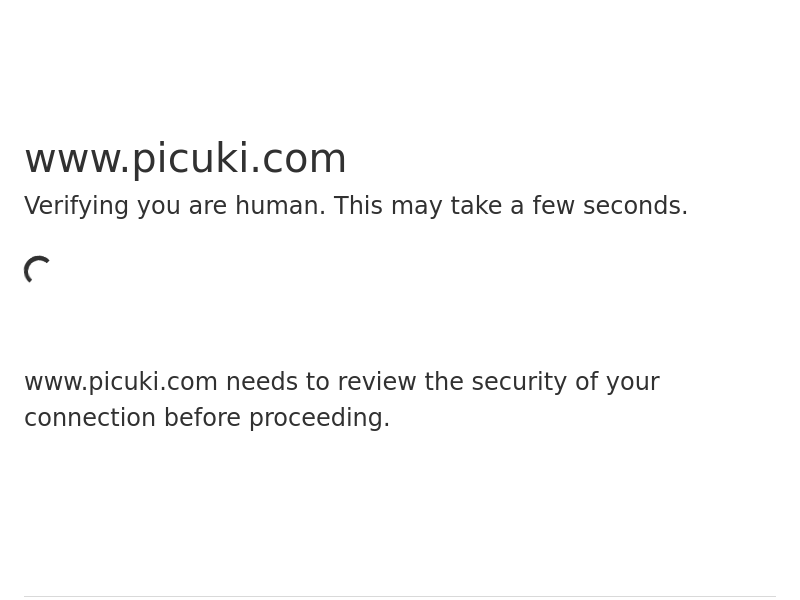 www.picuki.com
Verifying you are human. This may take a few seconds.
www.picuki.com needs to review the security of your
connection before proceeding.